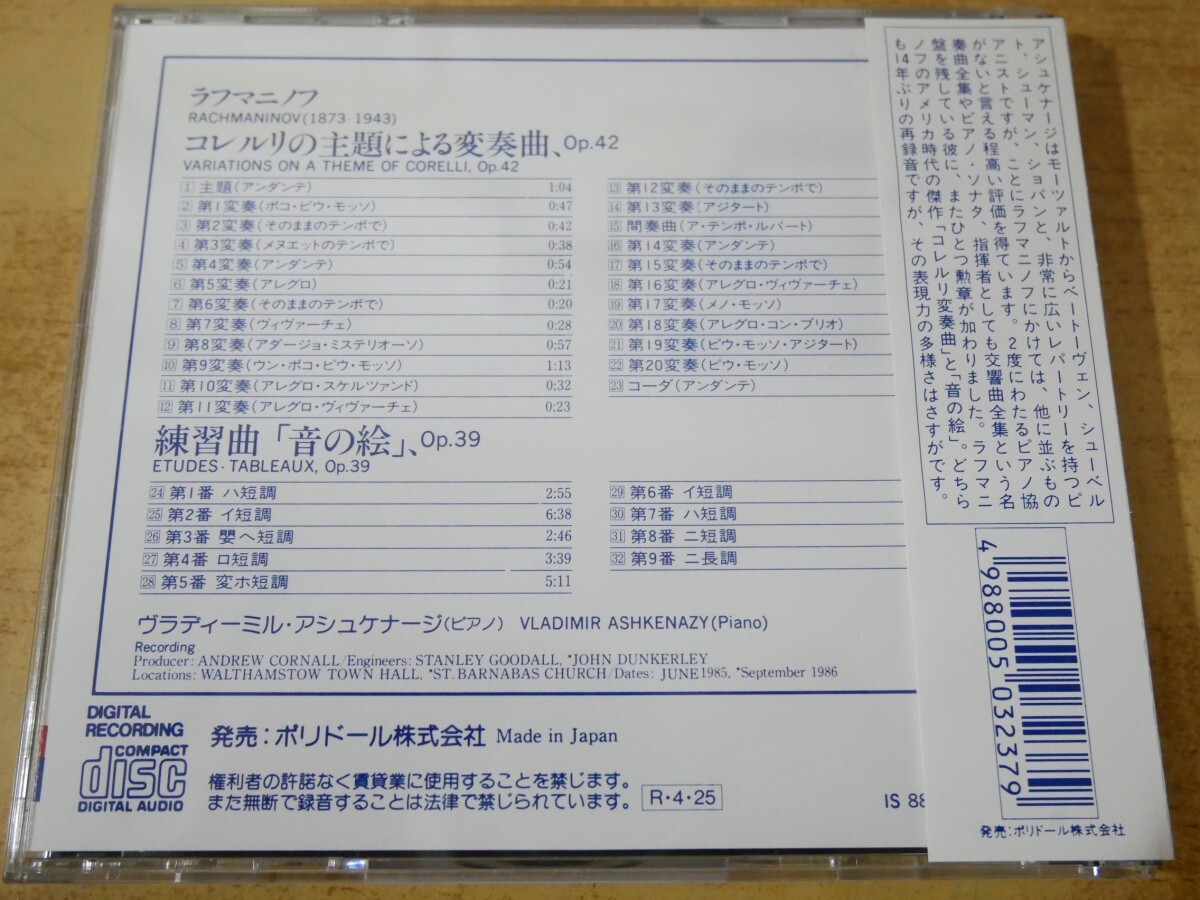 ラフマニノフ
RACHMANINOV(1873-1943)
コレルリの主題による変奏曲、Op.42
VARIATIONS ON A THEME OF CORELLI, Op.42
1 主題(アンダンテ) 1:04
2 第1変奏(ポコ・ピウ・モッソ) 0:47
3 第2変奏(そのままのテンポで) 0:42
4 第3変奏(メヌエットのテンポで) 0:38
5 第4変奏(アンダンテ) 0:54
6 第5変奏(アレグロ) 0:21
7 第6変奏(そのままのテンポで) 0:20
8 第7変奏(ヴィヴァーチェ) 0:28
9 第8変奏(アダージョ・ミステリオーソ) 0:57
10 第9変奏(ウン・ポコ・ピウ・モッソ) 1:13
11 第10変奏(アレグロ・スケルツァンド) 0:32
12 第11変奏(アレグロ・ヴィヴァーチェ) 0:23
13 第12変奏(そのままのテンポで)
14 第13変奏(アジタート)
15 間奏曲(ア・テンポ・ルバート)
16 第14変奏(アンダンテ)
17 第15変奏(そのままのテンポで)
18 第16変奏(アレグロ・ヴィヴァーチェ)
19 第17変奏(メノ・モッソ)
20 第18変奏(アレグロ・コン・ブリオ)
21 第19変奏(ピウ・モッソ・アジタート)
22 第20変奏(ピウ・モッソ)
23 コーダ(アンダンテ)
練習曲「音の絵」、Op.39
ETUDES-TABLEAUX, Op.39
24 第1番 ハ短調 2:55
25 第2番 イ短調 6:38
26 第3番 嬰ヘ短調 2:46
27 第4番 ロ短調 3:39
28 第5番 変ホ短調 5:11
29 第6番 イ短調
30 第7番 ハ短調
31 第8番 ニ短調
32 第9番 ニ長調
ヴラディーミル・アシュケナージ(ピアノ) VLADIMIR ASHKENAZY(Piano)
Recording
Producer: ANDREW CORNALL/Engineers: STANLEY GOODALL, *JOHN DUNKERLEY
Locations: WALTHAMSTOW TOWN HALL, *ST. BARNABAS CHURCH/Dates: JUNE 1985, *September 1986
DIGITAL
RECORDING
COMPACT
disc
DIGITAL AUDIO
発売：ポリドール株式会社 Made in Japan
権利者の許諾なく賃貸業に使用することを禁じます。
また無断で録音することは法律で禁じられています。
R・4・25
IS 88
アシュケナージはモーツァルトからベートーヴェン、シューベル
ト、シューマン、ショパンと、非常に広いレパートリーを持つピ
アニストですが、ことにラフマニノフにかけては、他に並ぶもの
がないと言える程高い評価を得ています。2度にわたるピアノ協
奏曲全集やピアノ・ソナタ、指揮者としても交響曲全集という名
盤を残している彼に、またひとつ勲章が加わりました。ラフマニ
ノフのアメリカ時代の傑作「コレルリ変奏曲」と「音の絵」。どちら
も14年ぶりの再録音ですが、その表現力の多様さはさすがです。
4 988005 032379
発売：ポリドール株式会社